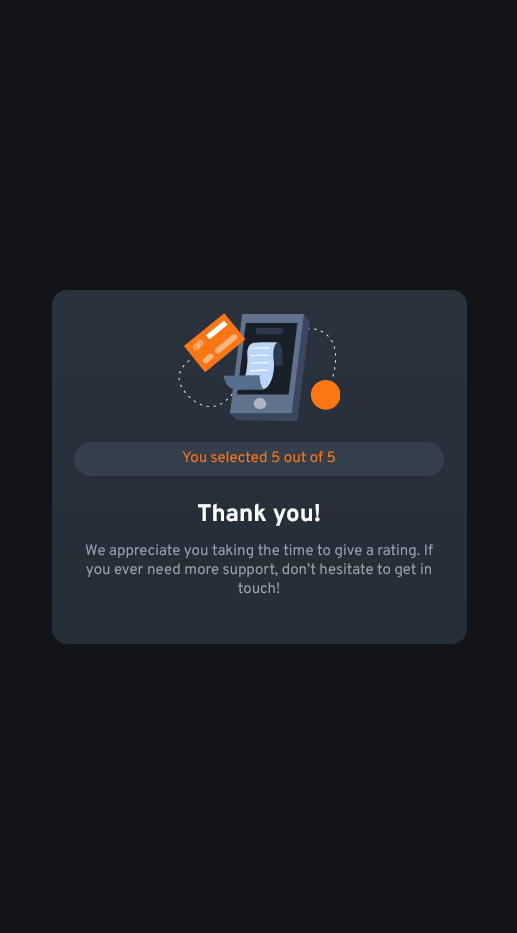 You selected 5 out of 5
Thank you!
We appreciate you taking the time to give a rating. If
you ever need more support, don’t hesitate to get in
touch!